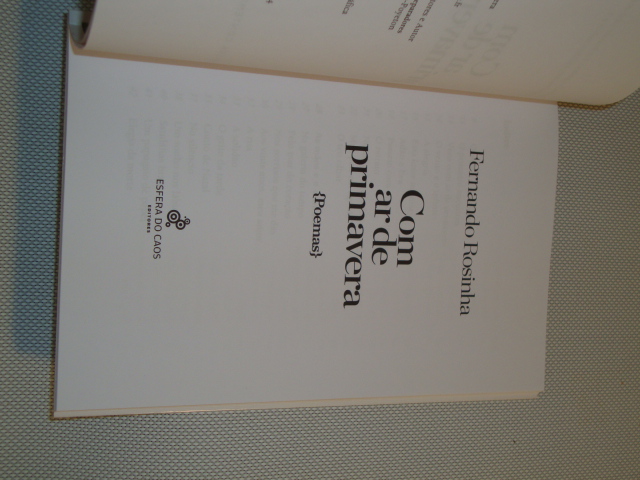 Fernando Rosinha
Com
ar de
primavera
{Poemas}
ESFERA DO CAOS
EDITORES